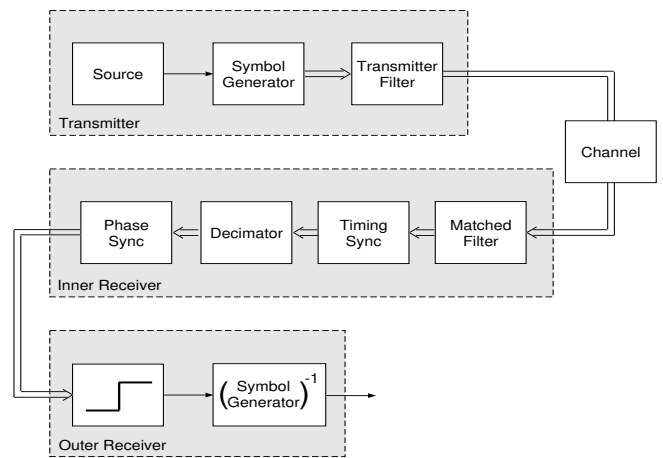 Source
Symbol
Generator
Transmitter
Filter
Transmitter
Channel
Phase
Sync
Decimator
Timing
Sync
Matched
Filter
Inner Receiver
(Symbol
Generator)-1
Outer Receiver